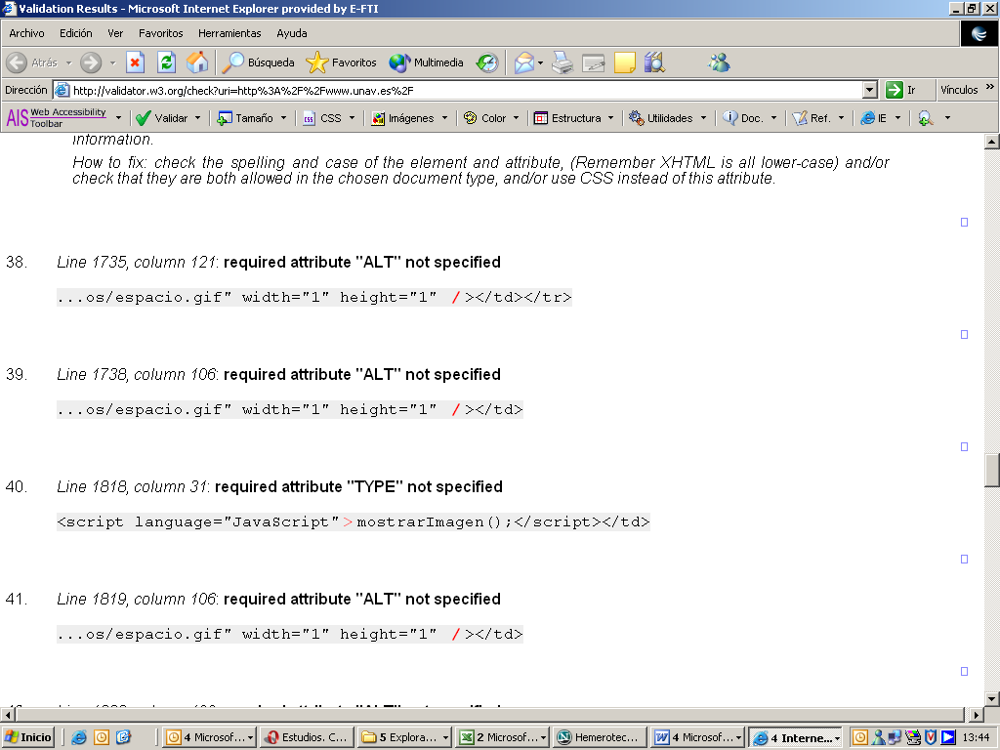 Validation Results - Microsoft Internet Explorer provided by E-FTI
Archivo Edición Ver Favoritos Herramientas Ayuda
Atrás Búsqueda Favoritos Multimedia
Dirección http://validator.w3.org/check?uri=http%3A%2F%2Fwww.unav.es%2F Ir Vínculos »
AIS Web Accessibility Toolbar Validar Tamaño CSS Imágenes Color Estructura Utilidades Doc. Ref. IE
information.
How to fix: check the spelling and case of the element and attribute, (Remember XHTML is all lower-case) and/or
check that they are both allowed in the chosen document type, and/or use CSS instead of this attribute.
38. Line 1735, column 121: required attribute "ALT" not specified
...os/espacio.gif" width="1" height="1" /></td></tr>
39. Line 1738, column 106: required attribute "ALT" not specified
...os/espacio.gif" width="1" height="1" /></td>
40. Line 1818, column 31: required attribute "TYPE" not specified
<script language="JavaScript">mostrarImagen();</script></td>
41. Line 1819, column 106: required attribute "ALT" not specified
...os/espacio.gif" width="1" height="1" /></td>
Inicio 4 Microsof... Estudios. C... 5 Explora... 2 Microsof... Hemerotec... 4 Microsof... 4 Interne... 13:44